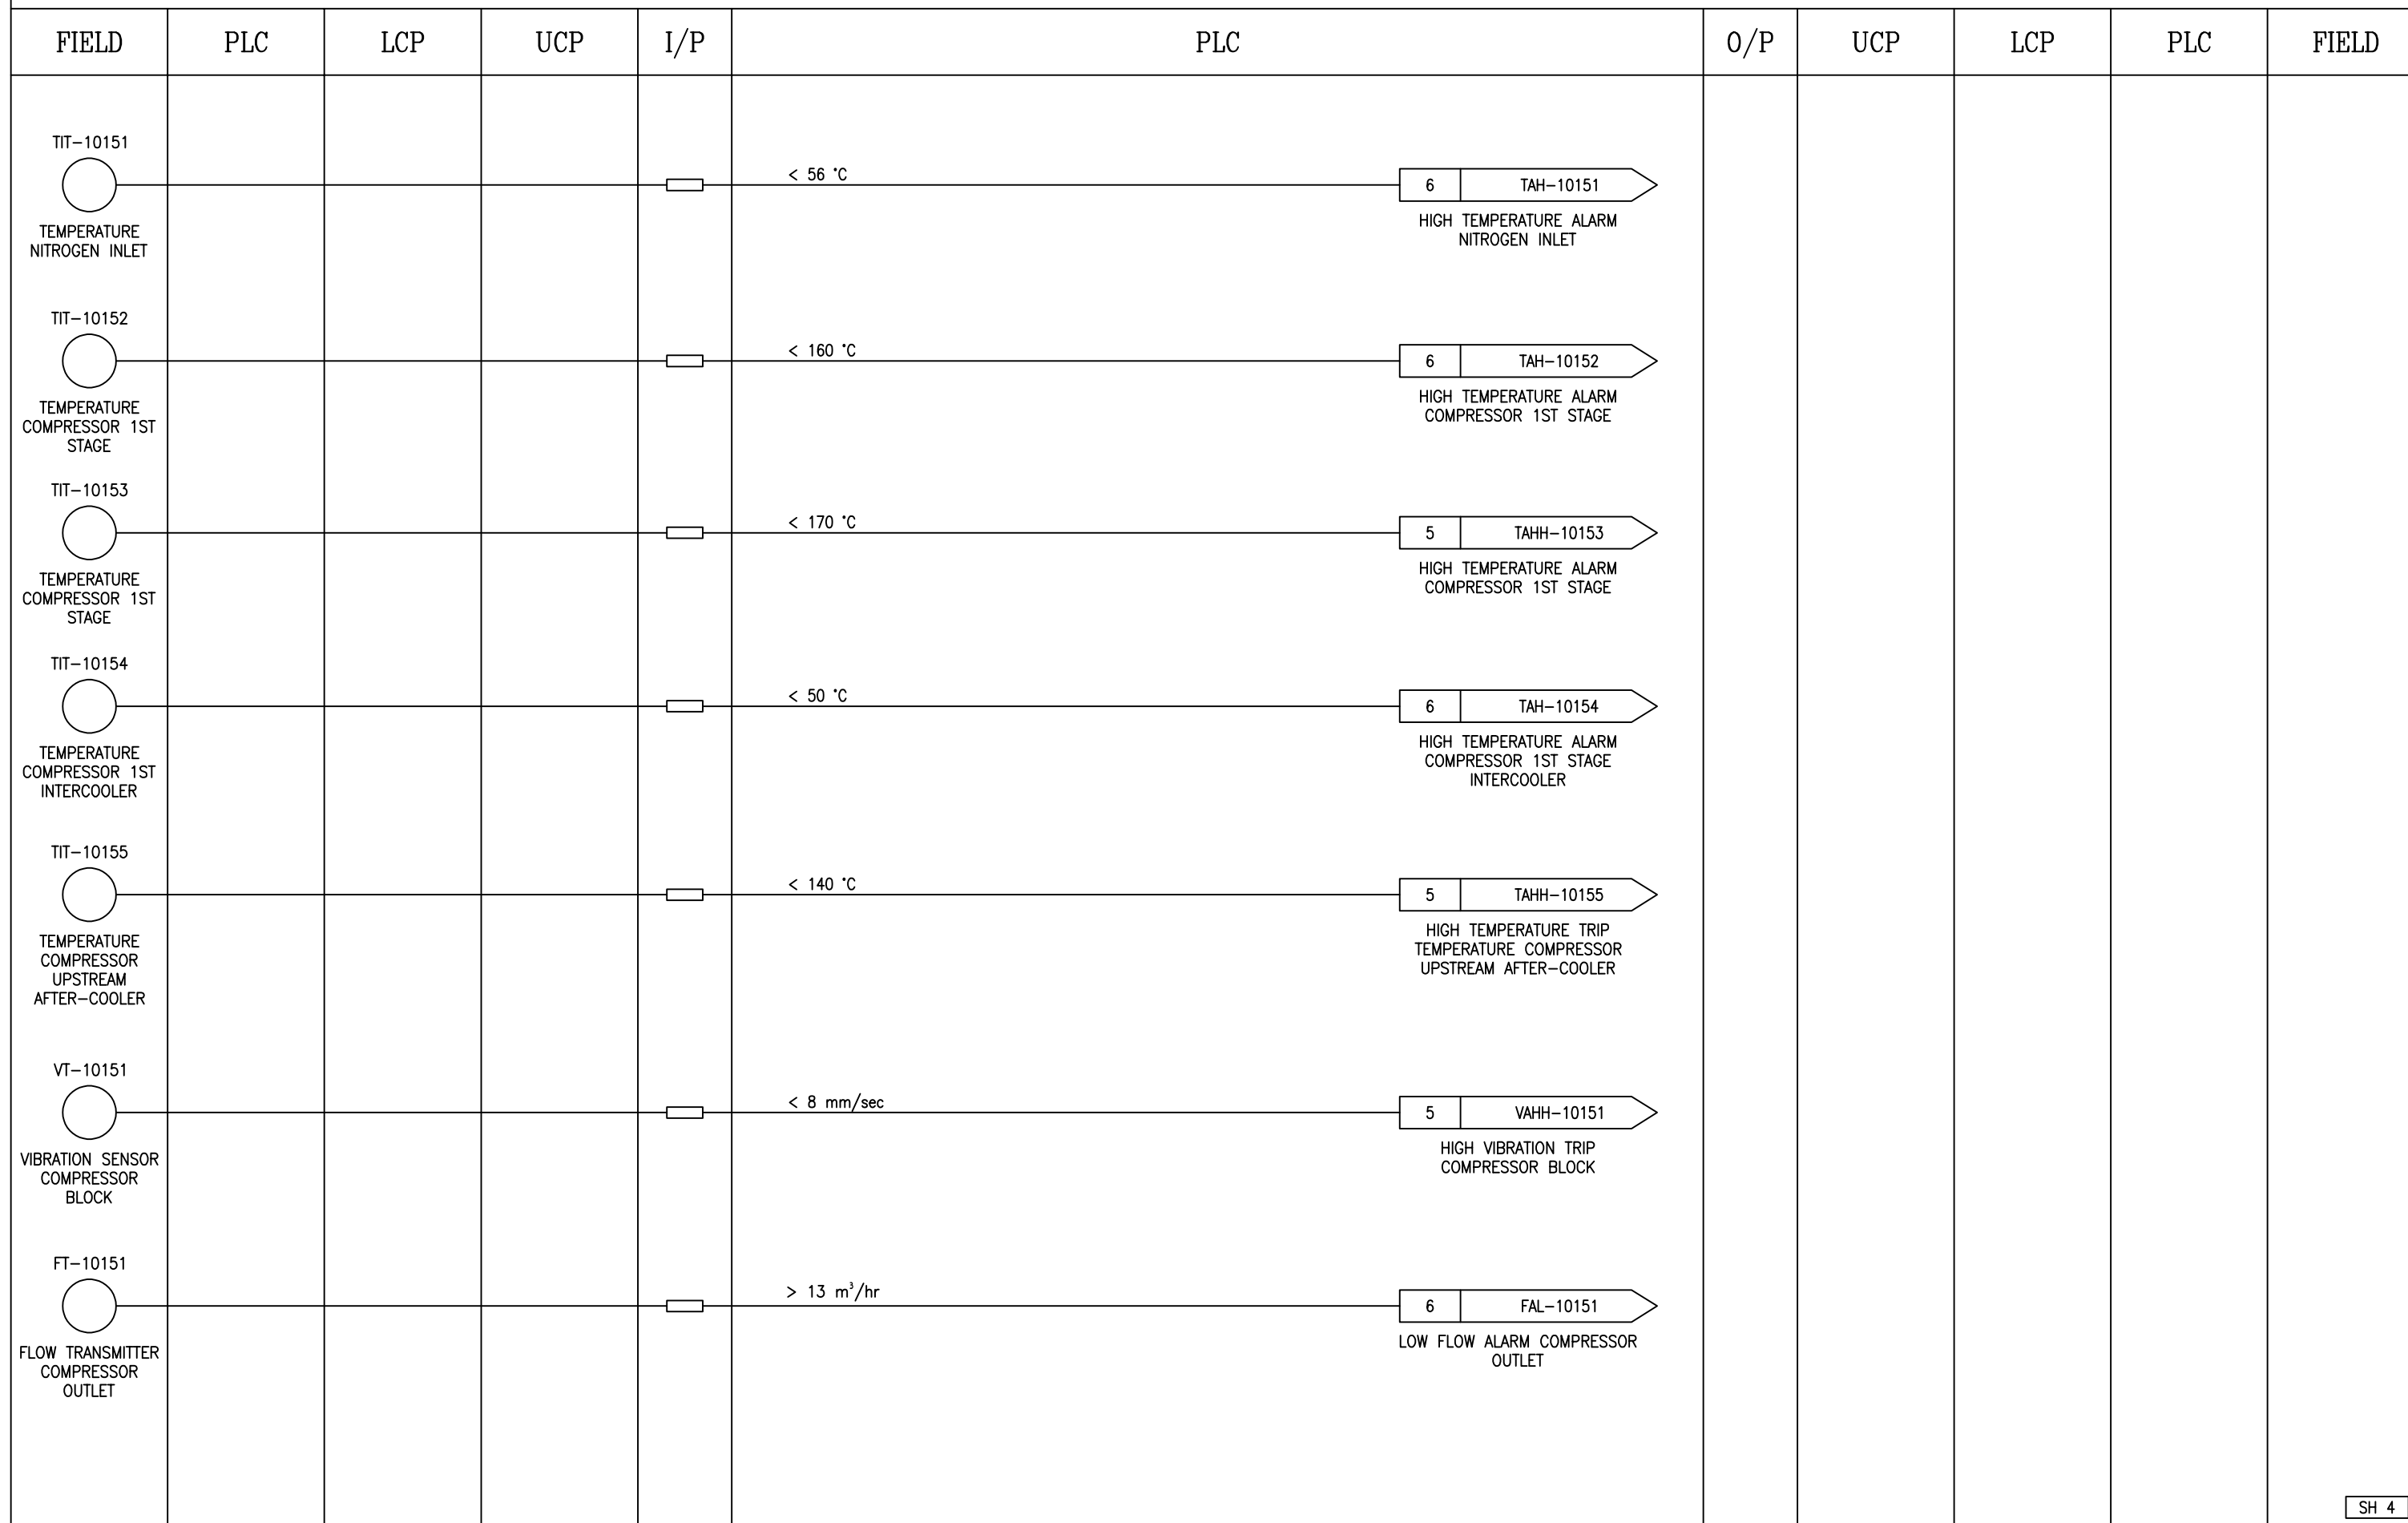 FIELD PLC LCP UCP I/P PLC O/P UCP LCP PLC FIELD
TIT-10151
< 56 °C
6 TAH-10151
TEMPERATURE
NITROGEN INLET
HIGH TEMPERATURE ALARM
NITROGEN INLET
TIT-10152
< 160 °C
6 TAH-10152
TEMPERATURE
COMPRESSOR 1ST
STAGE
HIGH TEMPERATURE ALARM
COMPRESSOR 1ST STAGE
TIT-10153
< 170 °C
5 TAHH-10153
TEMPERATURE
COMPRESSOR 1ST
STAGE
HIGH TEMPERATURE ALARM
COMPRESSOR 1ST STAGE
TIT-10154
< 50 °C
6 TAH-10154
TEMPERATURE
COMPRESSOR 1ST
INTERCOOLER
HIGH TEMPERATURE ALARM
COMPRESSOR 1ST STAGE
INTERCOOLER
TIT-10155
< 140 °C
5 TAHH-10155
TEMPERATURE
COMPRESSOR
UPSTREAM
AFTER-COOLER
HIGH TEMPERATURE TRIP
TEMPERATURE COMPRESSOR
UPSTREAM AFTER-COOLER
VT-10151
< 8 mm/sec
5 VAHH-10151
VIBRATION SENSOR
COMPRESSOR
BLOCK
HIGH VIBRATION TRIP
COMPRESSOR BLOCK
FT-10151
> 13 m³/hr
6 FAL-10151
FLOW TRANSMITTER
COMPRESSOR
OUTLET
LOW FLOW ALARM COMPRESSOR
OUTLET
SH 4